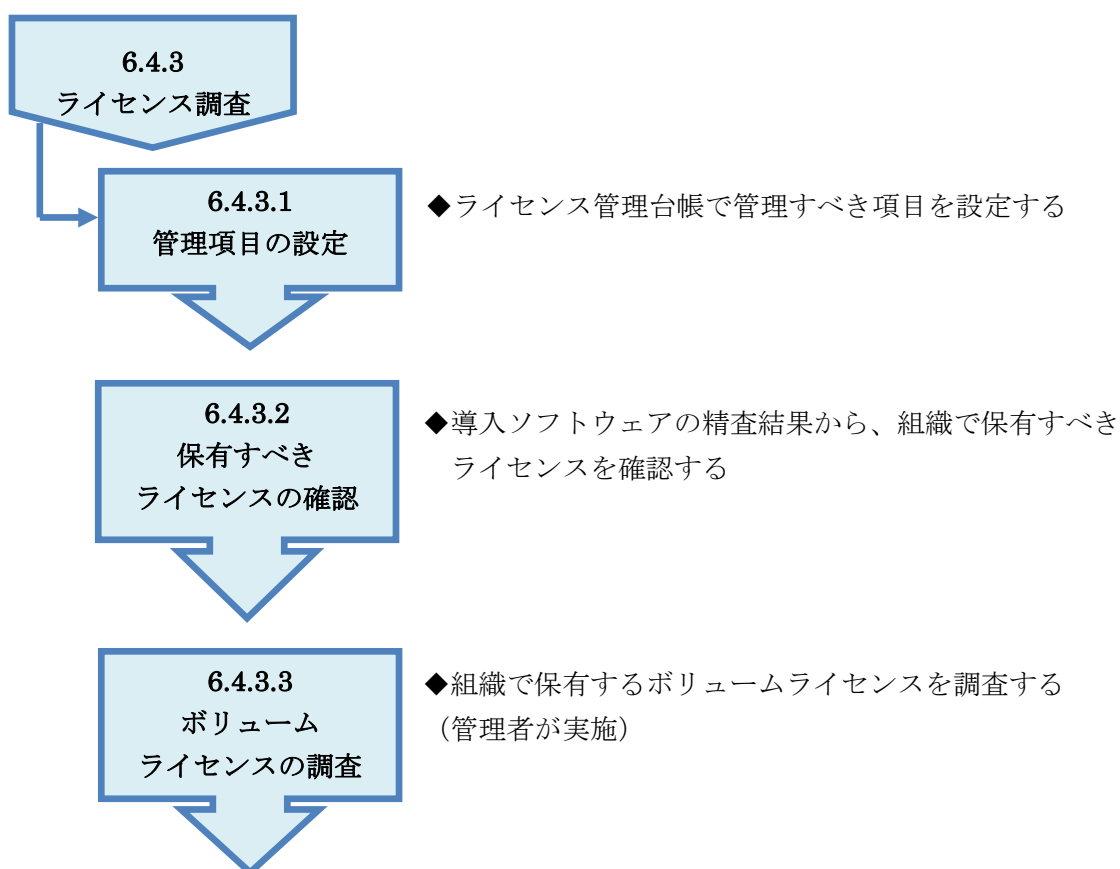 6.4.3
ライセンス調査
6.4.3.1
管理項目の設定
◆ライセンス管理台帳で管理すべき項目を設定する
6.4.3.2
保有すべき
ライセンスの確認
◆導入ソフトウェアの精査結果から、組織で保有すべき
ライセンスを確認する
6.4.3.3
ボリューム
ライセンスの調査
◆組織で保有するボリュームライセンスを調査する
（管理者が実施）